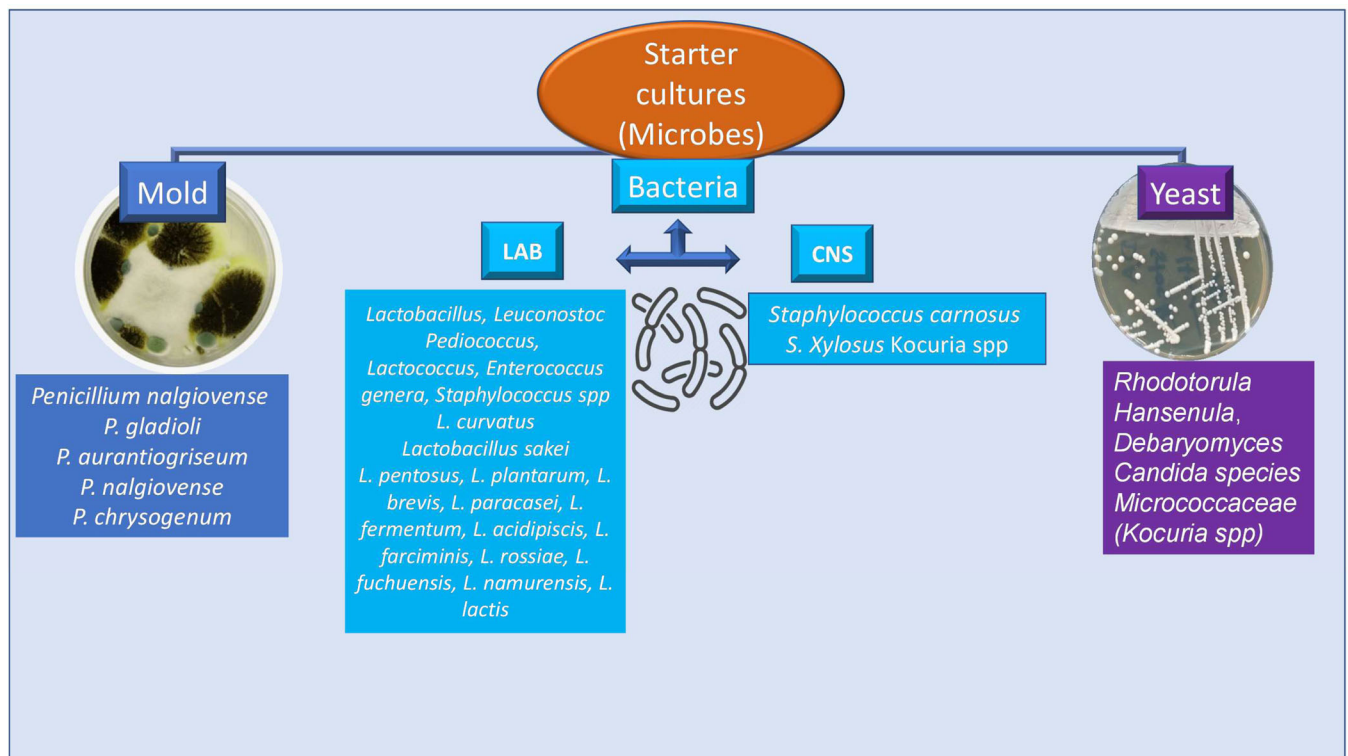 Starter
cultures
(Microbes)
Mold
Bacteria
Yeast
LAB
CNS
Penicillium nalgiovense
P. gladioli
P. aurantiogriseum
P. nalgiovense
P. chrysogenum
Lactobacillus, Leuconostoc
Pediococcus,
Lactococcus, Enterococcus
genera, Staphylococcus spp
L. curvatus
Lactobacillus sakei
L. pentosus, L. plantarum, L.
brevis, L. paracasei, L.
fermentum, L. acidipiscis, L.
farciminis, L. rossiae, L.
fuchuensis, L. namurensis, L.
lactis
Staphylococcus carnosus
S. Xylosus Kocuria spp
Rhodotorula
Hansenula,
Debaryomyces
Candida species
Micrococcaceae
(Kocuria spp)